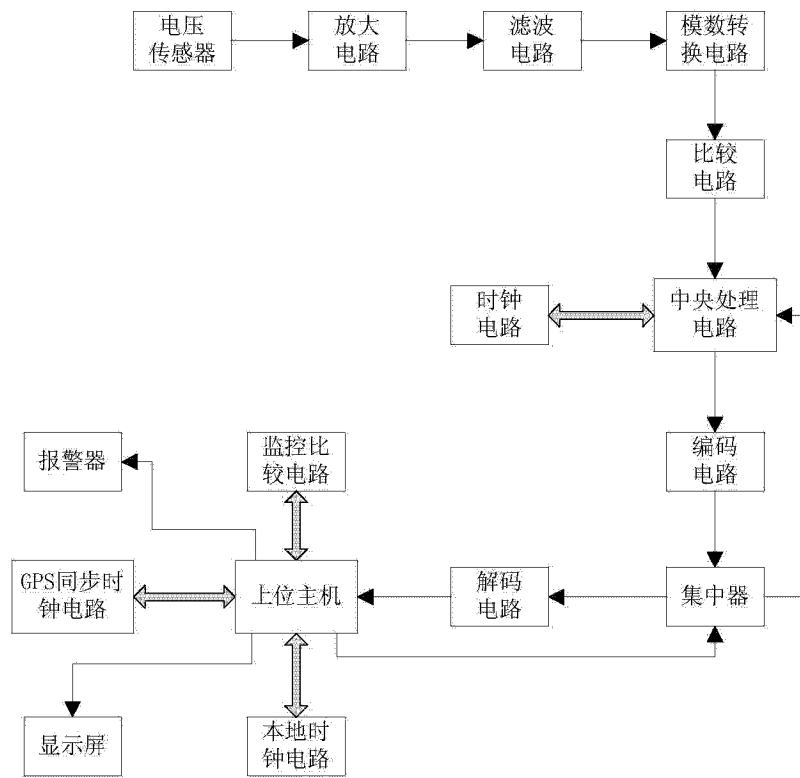 电压
传感器
放大
电路
滤波
电路
模数转
换电路
比较
电路
时钟
电路
中央处理
电路
报警器
监控比
较电路
编码
电路
GPS同步时
钟电路
上位主机
解码
电路
集中器
显示屏
本地时
钟电路